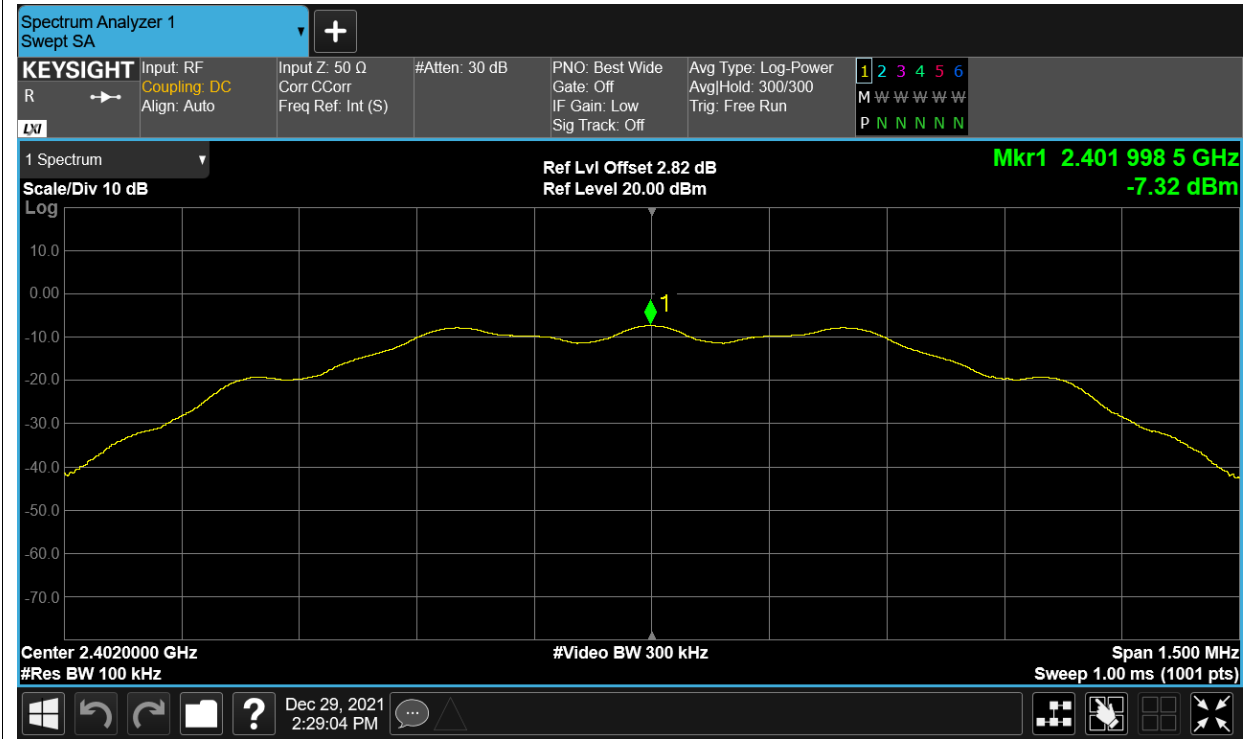 Spectrum Analyzer 1
Swept SA
KEYSIGHT
R
LXI
Input: RF
Coupling: DC
Align: Auto
Input Z: 50 Ω
Corr CCorr
Freq Ref: Int (S)
#Atten: 30 dB
PNO: Best Wide
Gate: Off
IF Gain: Low
Sig Track: Off
Avg Type: Log-Power
Avg|Hold: 300/300
Trig: Free Run
1 2 3 4 5 6
M W W W W W
P N N N N N
1 Spectrum
Scale/Div 10 dB
Log
Ref Lvl Offset 2.82 dB
Ref Level 20.00 dBm
Mkr1 2.401 998 5 GHz
-7.32 dBm
10.0
0.00
-10.0
-20.0
-30.0
-40.0
-50.0
-60.0
-70.0
1
Center 2.4020000 GHz
#Res BW 100 kHz
#Video BW 300 kHz
Span 1.500 MHz
Sweep 1.00 ms (1001 pts)
?
Dec 29, 2021
2:29:04 PM